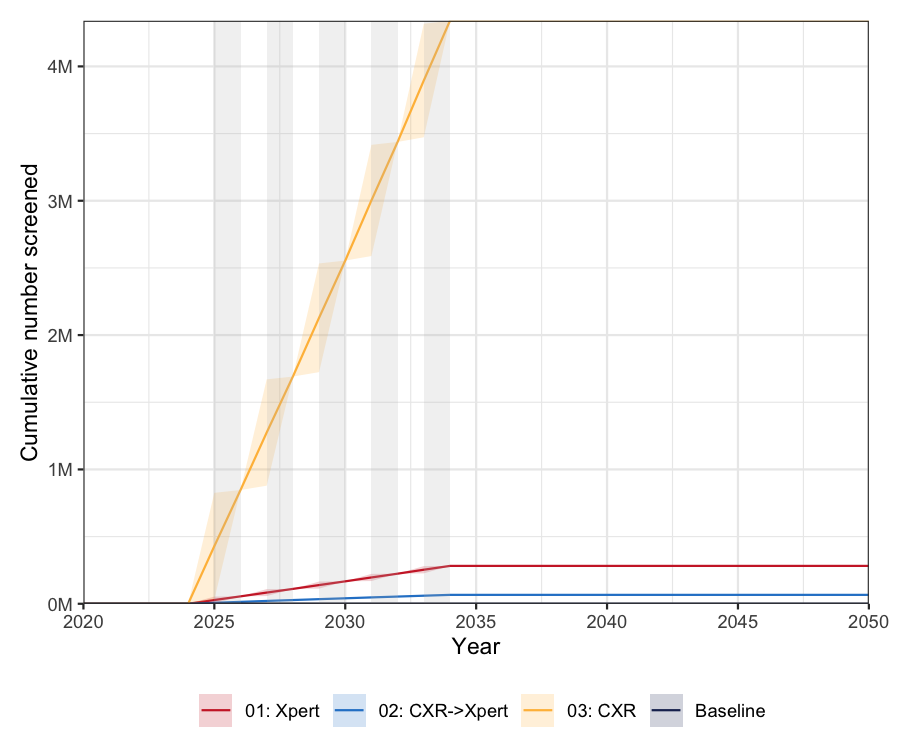 Cumulative number screened
4M
3M
2M
1M
0M
2020 2025 2030 2035 2040 2045 2050
Year
01: Xpert 02: CXR->Xpert 03: CXR Baseline